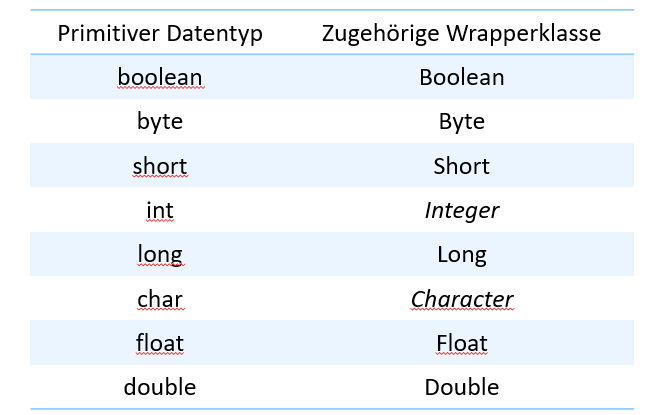 Primitiver Datentyp Zugehörige Wrapperklasse
boolean Boolean
byte Byte
short Short
int Integer
long Long
char Character
float Float
double Double